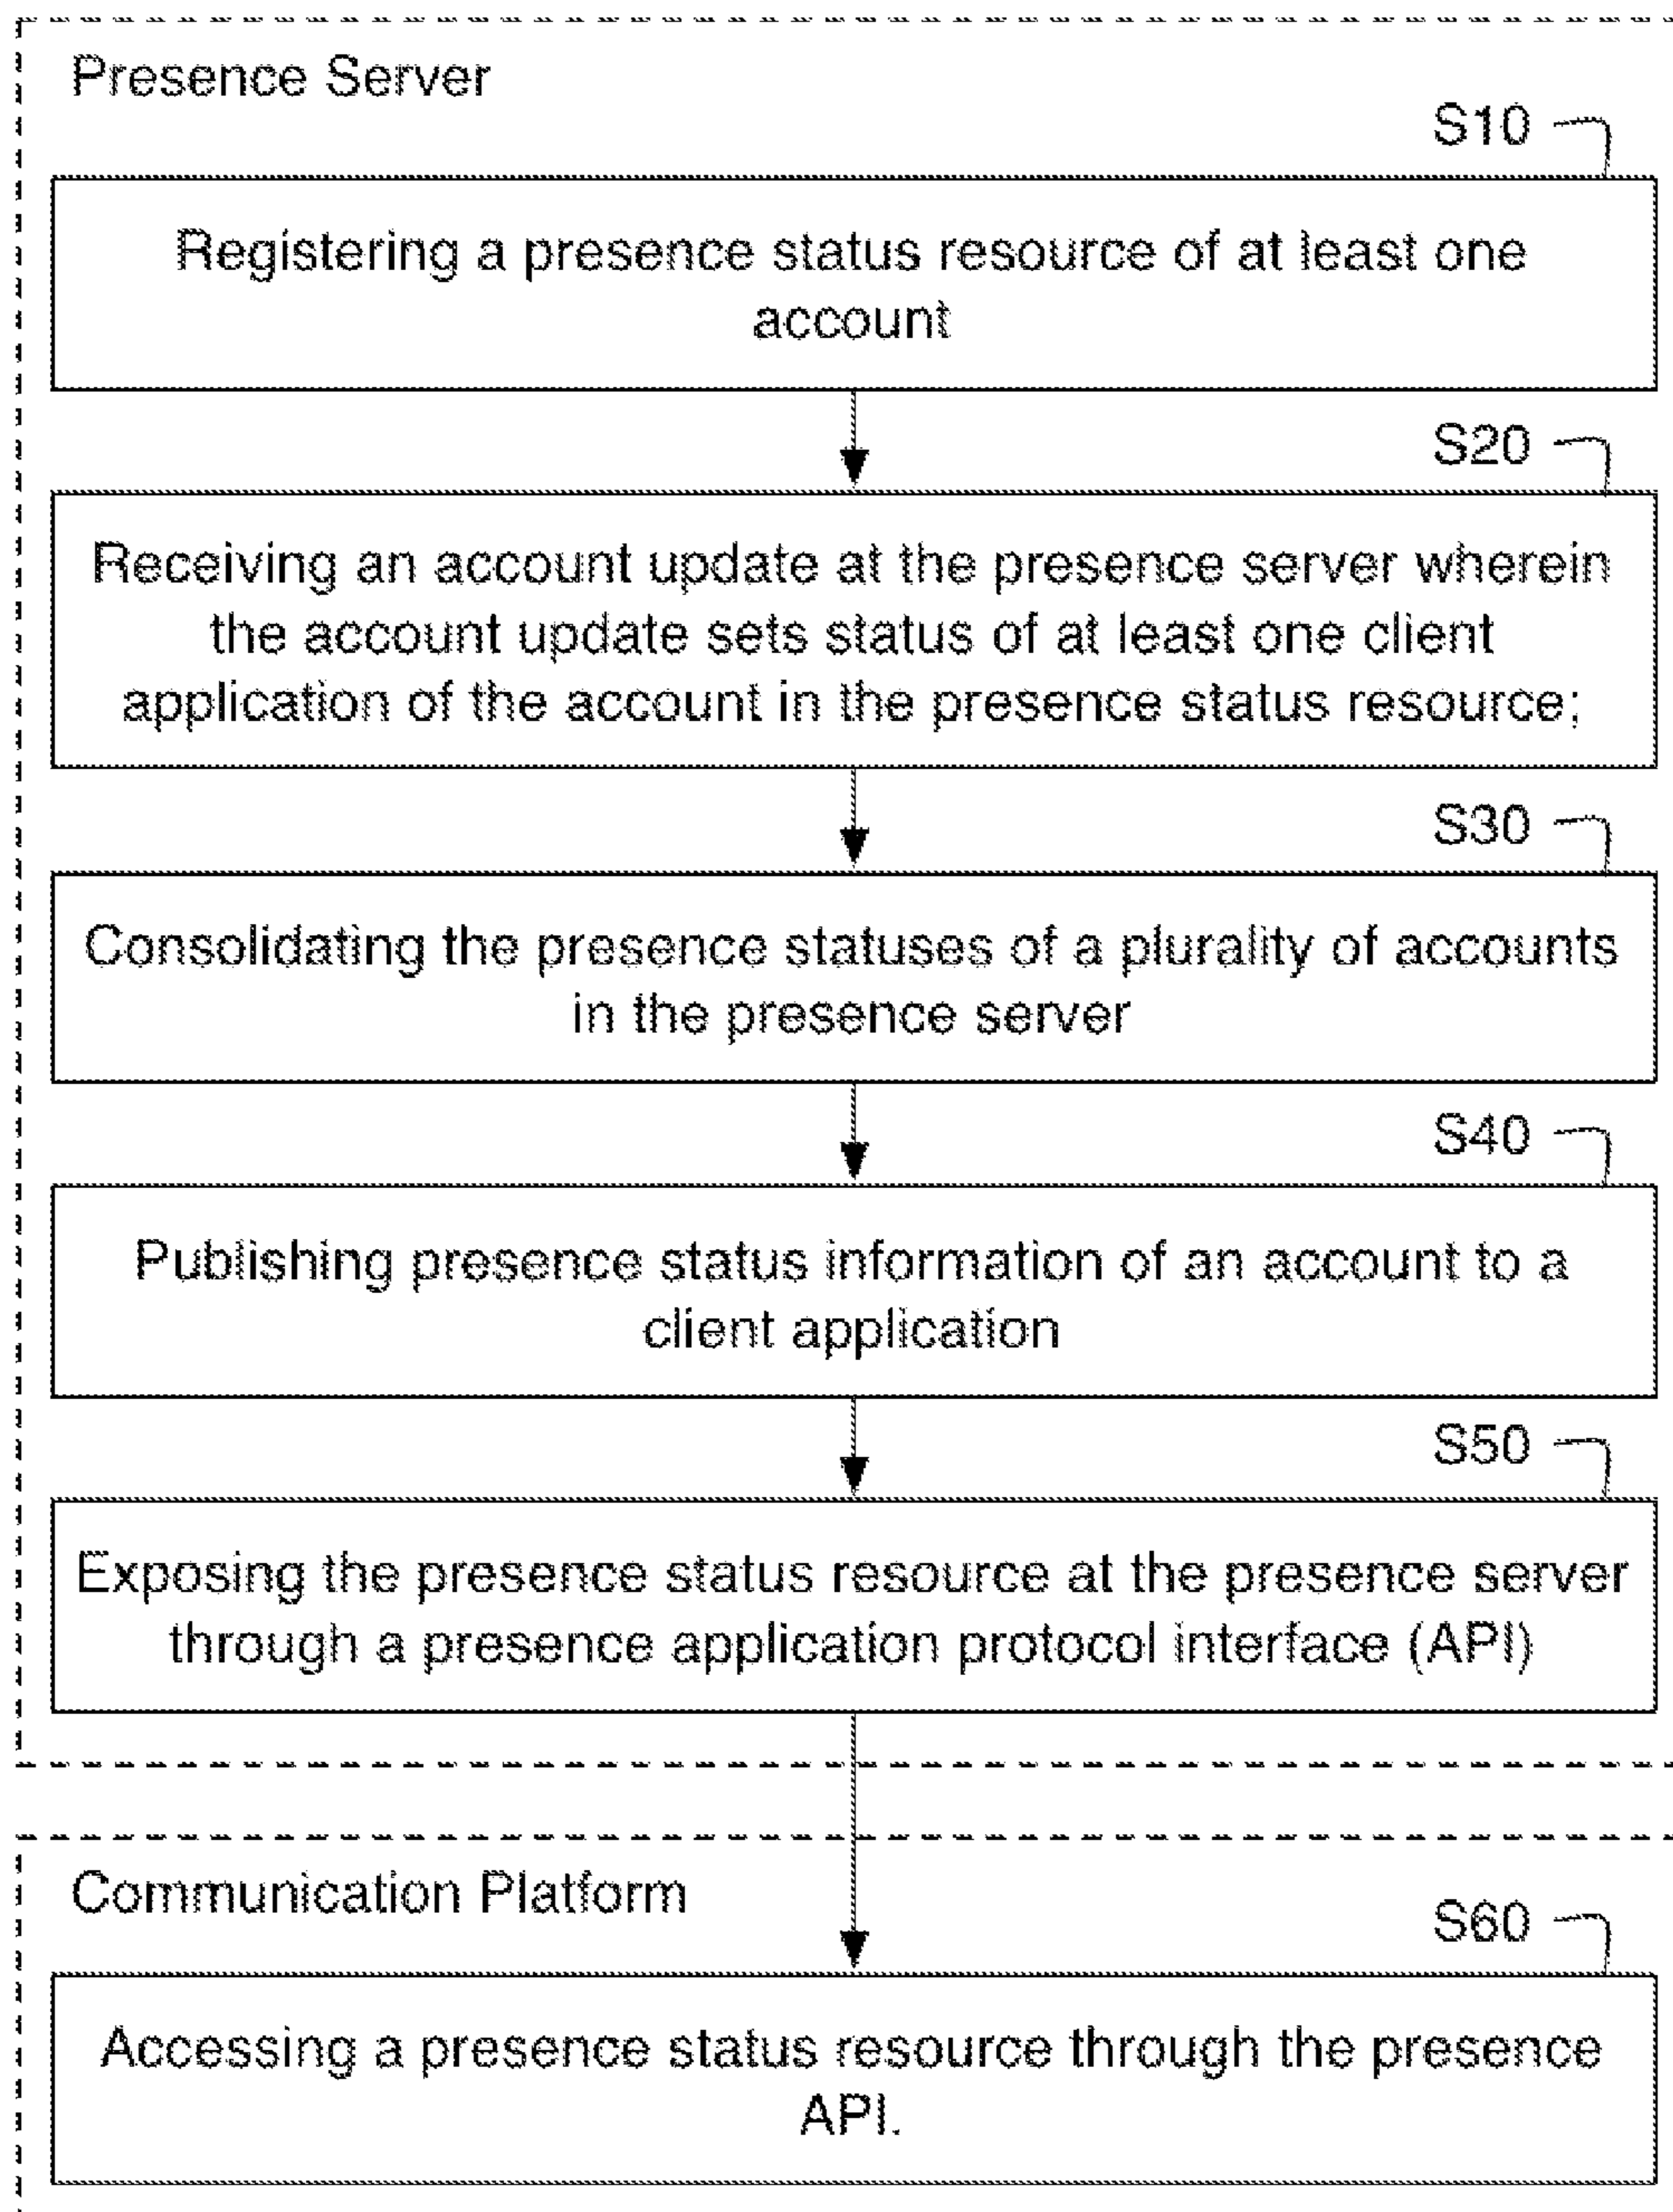 Presence Server
S10
Registering a presence status resource of at least one
account
S20
Receiving an account update at the presence server wherein
the account update sets status of at least one client
application of the account in the presence status resource;
S30
Consolidating the presence statuses of a plurality of accounts
in the presence server
S40
Publishing presence status information of an account to a
client application
S50
Exposing the presence status resource at the presence server
through a presence application protocol interface (API)
Communication Platform
S60
Accessing a presence status resource through the presence
API.